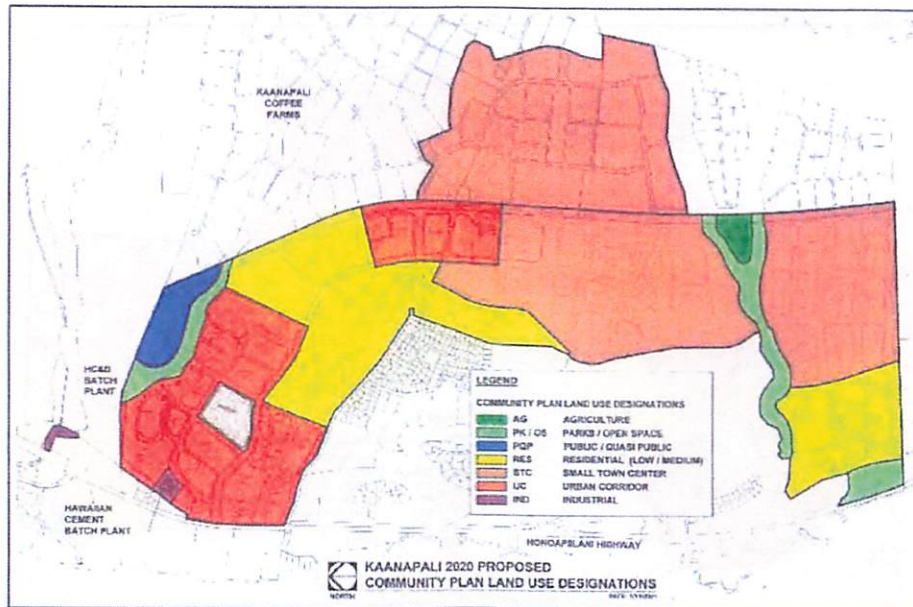 KAANAPALI
COFFEE
FARMS
HC&D
BATCH
PLANT
HAWAIIAN
CEMENT
BATCH PLANT
LEGEND
COMMUNITY PLAN LAND USE DESIGNATIONS
AG AGRICULTURE
PK / OS PARKS / OPEN SPACE
PQP PUBLIC / QUASI PUBLIC
RES RESIDENTIAL (LOW / MEDIUM)
STC SMALL TOWN CENTER
UC URBAN CORRIDOR
IND INDUSTRIAL
HONOAPIILANI HIGHWAY
KAANAPALI 2020 PROPOSED
COMMUNITY PLAN LAND USE DESIGNATIONS
NORTH
DATE: